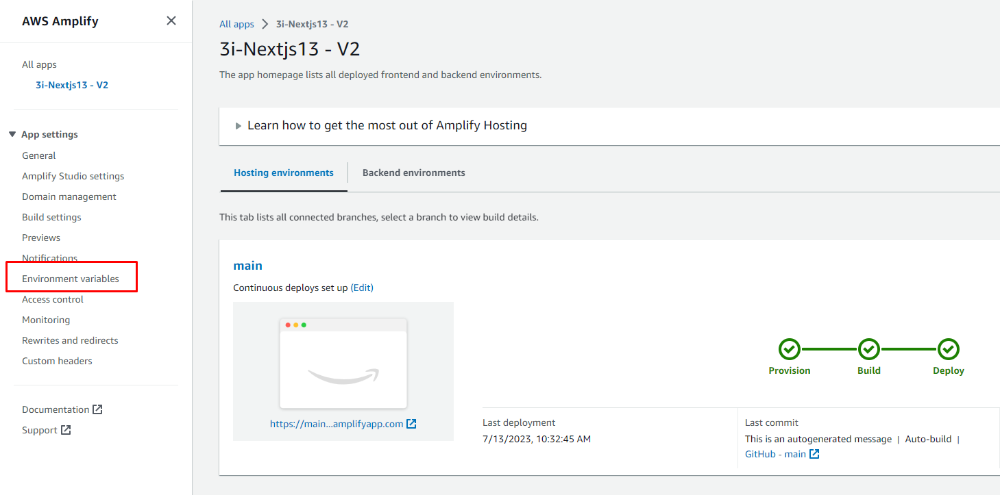 AWS Amplify
All apps
3i-Nextjs13 - V2
App settings
General
Amplify Studio settings
Domain management
Build settings
Previews
Notifications
Environment variables
Access control
Monitoring
Rewrites and redirects
Custom headers
Documentation
Support
All apps 3i-Nextjs13 - V2
3i-Nextjs13 - V2
The app homepage lists all deployed frontend and backend environments.
Learn how to get the most out of Amplify Hosting
Hosting environments Backend environments
This tab lists all connected branches, select a branch to view build details.
main
Continuous deploys set up (Edit)
https://main...amplifyapp.com
Provision Build Deploy
Last deployment
7/13/2023, 10:32:45 AM
Last commit
This is an autogenerated message | Auto-build |
GitHub - main